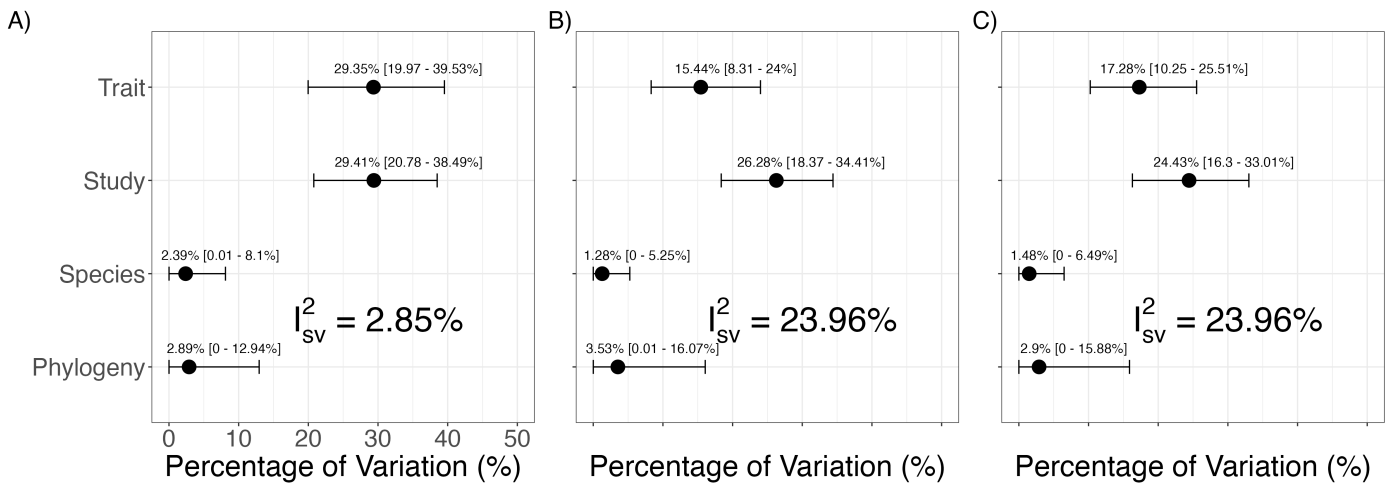 A)
B)
C)
Trait
Study
Species
Phylogeny
29.35% [19.97 - 39.53%]
29.41% [20.78 - 38.49%]
2.39% [0.01 - 8.1%]
I²sv = 2.85%
2.89% [0 - 12.94%]
0 10 20 30 40 50
Percentage of Variation (%)
15.44% [8.31 - 24%]
26.28% [18.37 - 34.41%]
1.28% [0 - 5.25%]
I²sv = 23.96%
3.53% [0.01 - 16.07%]
Percentage of Variation (%)
17.28% [10.25 - 25.51%]
24.43% [16.3 - 33.01%]
1.48% [0 - 6.49%]
I²sv = 23.96%
2.9% [0 - 15.88%]
Percentage of Variation (%)